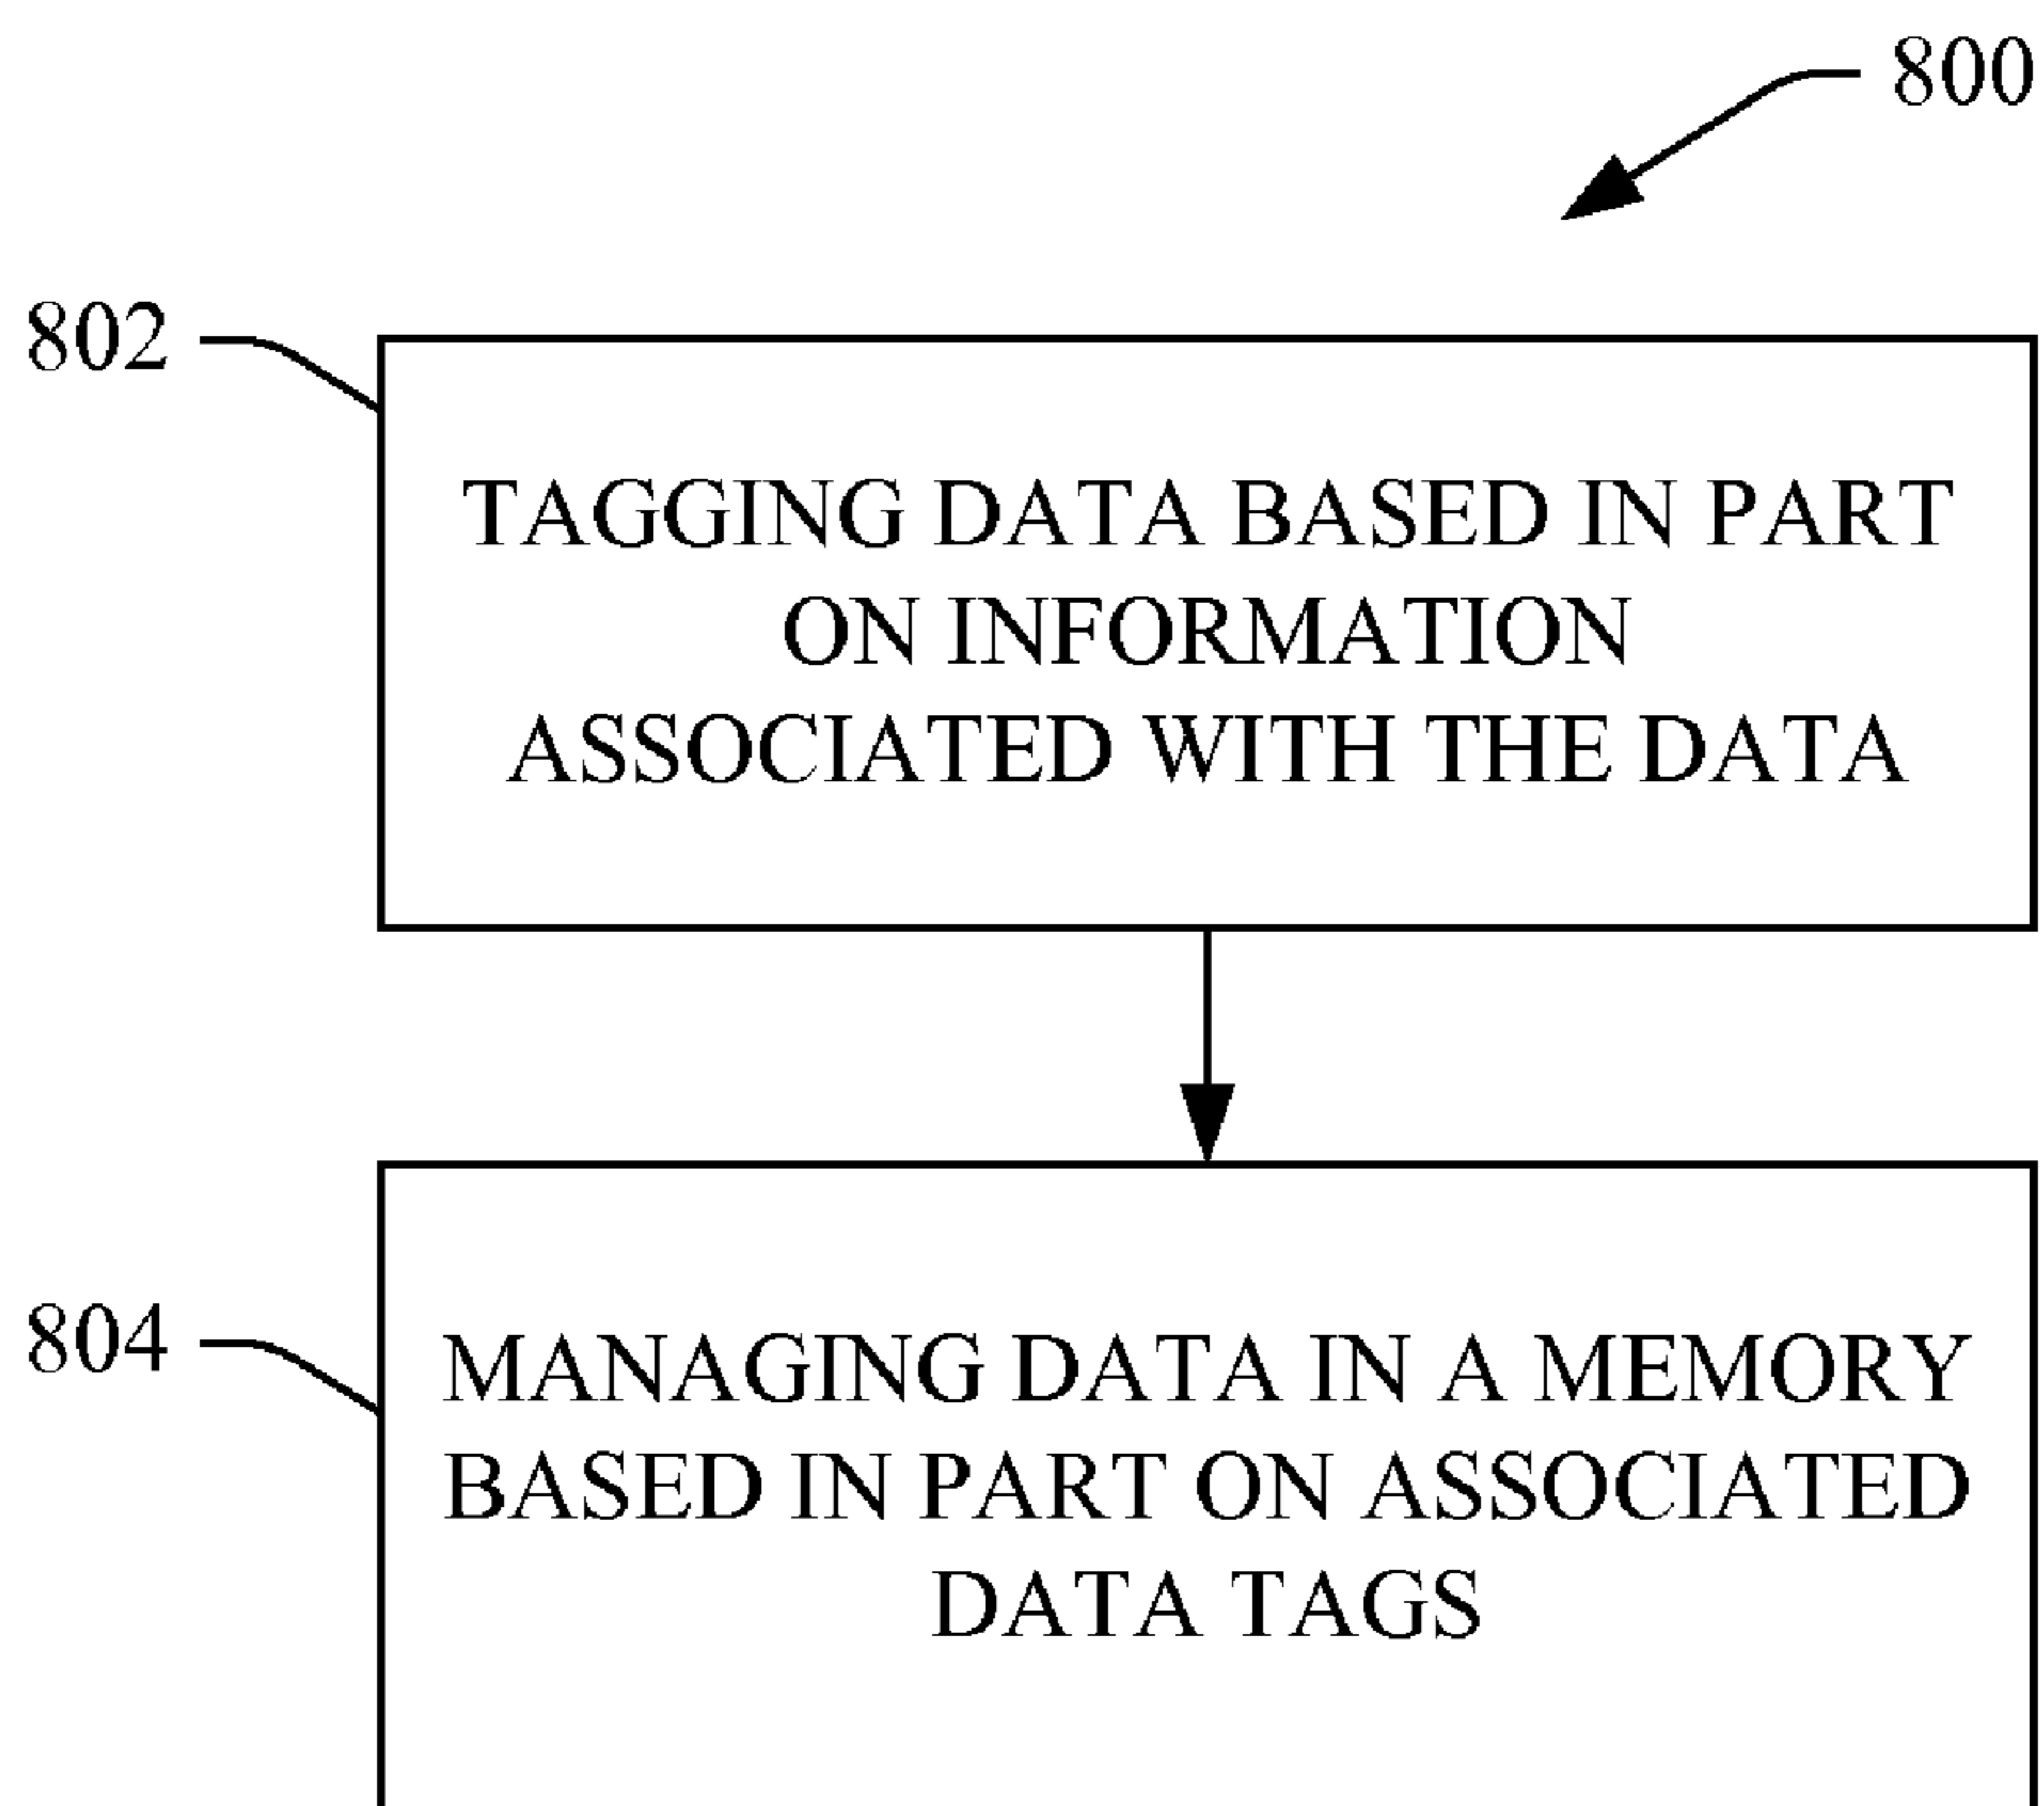 800
802
TAGGING DATA BASED IN PART
ON INFORMATION
ASSOCIATED WITH THE DATA
804
MANAGING DATA IN A MEMORY
BASED IN PART ON ASSOCIATED
DATA TAGS